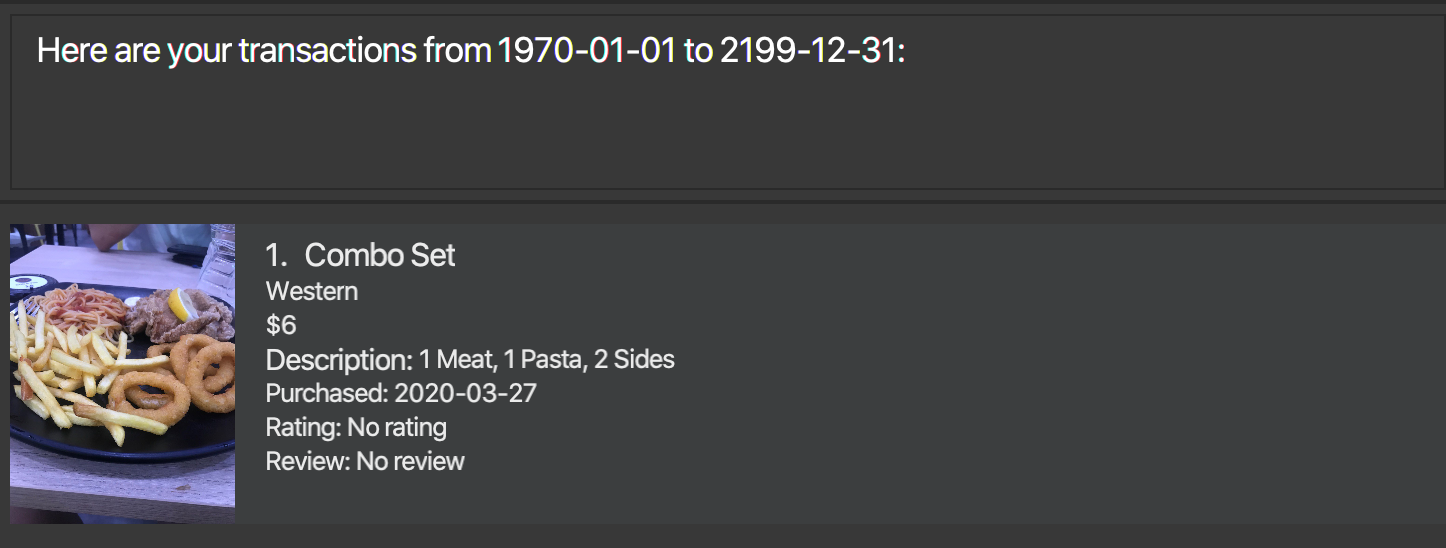 Here are your transactions from 1970-01-01 to 2199-12-31:
1. Combo Set
Western
$6
Description: 1 Meat, 1 Pasta, 2 Sides
Purchased: 2020-03-27
Rating: No rating
Review: No review